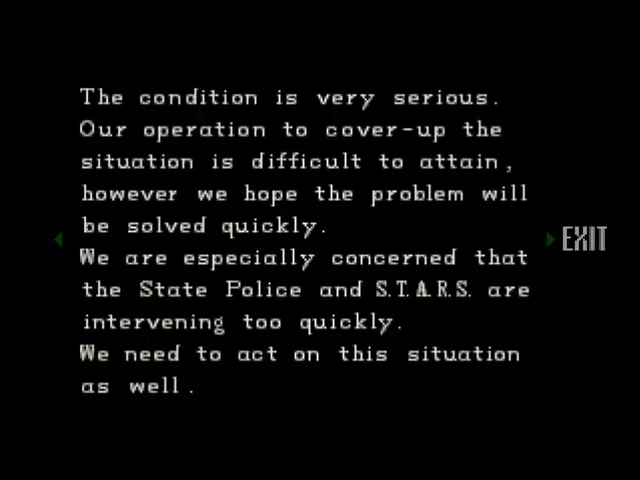 The condition is very serious.
Our operation to cover-up the
situation is difficult to attain,
however we hope the problem will
be solved quickly.
We are especially concerned that
the State Police and S.T.A.R.S. are
intervening too quickly.
We need to act on this situation
as well.
EXIT